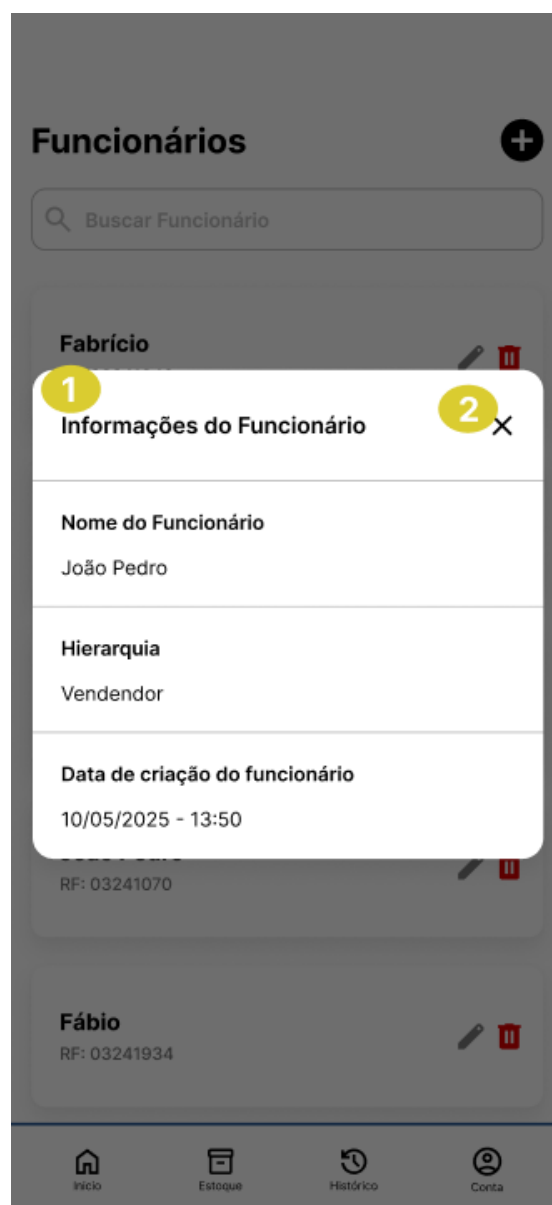 Funcionários
Buscar Funcionário
Fabrício
1
2
Informações do Funcionário
Nome do Funcionário
João Pedro
Hierarquia
Vendendor
Data de criação do funcionário
10/05/2025 - 13:50
RF: 03241070
Fábio
RF: 03241934
Início
Estoque
Histórico
Conta